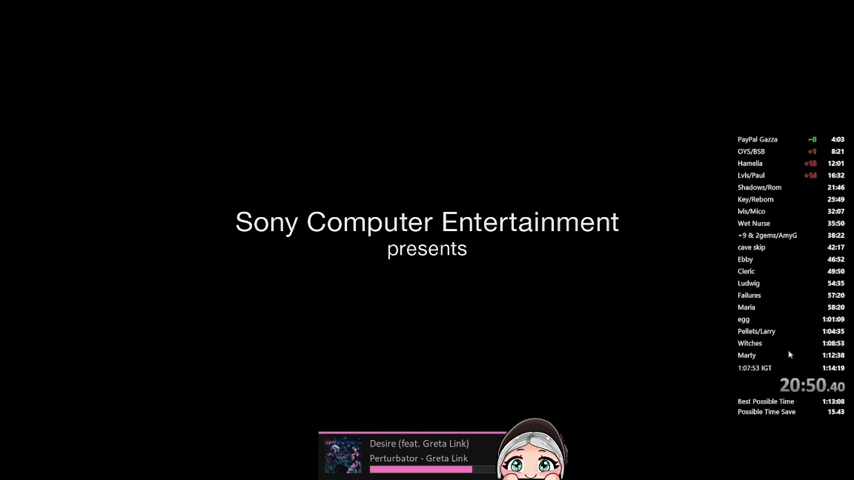 Sony Computer Entertainment
presents
PayPal Gazza -0 4:03
OYS/BSB +1 8:21
Hamelia +13 12:01
Lvls/Paul +14 16:32
Shadows/Rom 21:46
Key/Reborn 25:49
lvls/Mico 32:07
Wet Nurse 35:50
+9 & 2gems/AmyG 38:22
cave skip 42:17
Ebby 46:52
Cleric 49:50
Ludwig 54:35
Failures 57:20
Maria 58:20
egg 1:01:09
Pellets/Larry 1:04:35
Witches 1:08:53
Marty 1:12:38
1:07:53 IGT 1:14:19
20:50.40
Best Possible Time 1:13:08
Possible Time Save 15.43
Desire (feat. Greta Link)
Perturbator - Greta Link